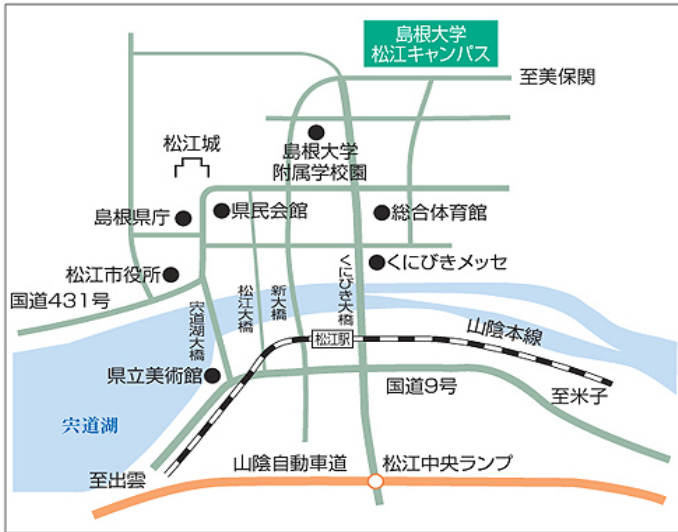 島根大学
松江キャンパス
至美保関
松江城
島根大学
附属学校園
島根県庁
県民会館
総合体育館
くにびきメッセ
松江市役所
国道431号
宍道湖大橋
松江大橋
新大橋
くにびき大橋
松江駅
山陰本線
県立美術館
国道9号
至米子
宍道湖
至出雲
山陰自動車道
松江中央ランプ